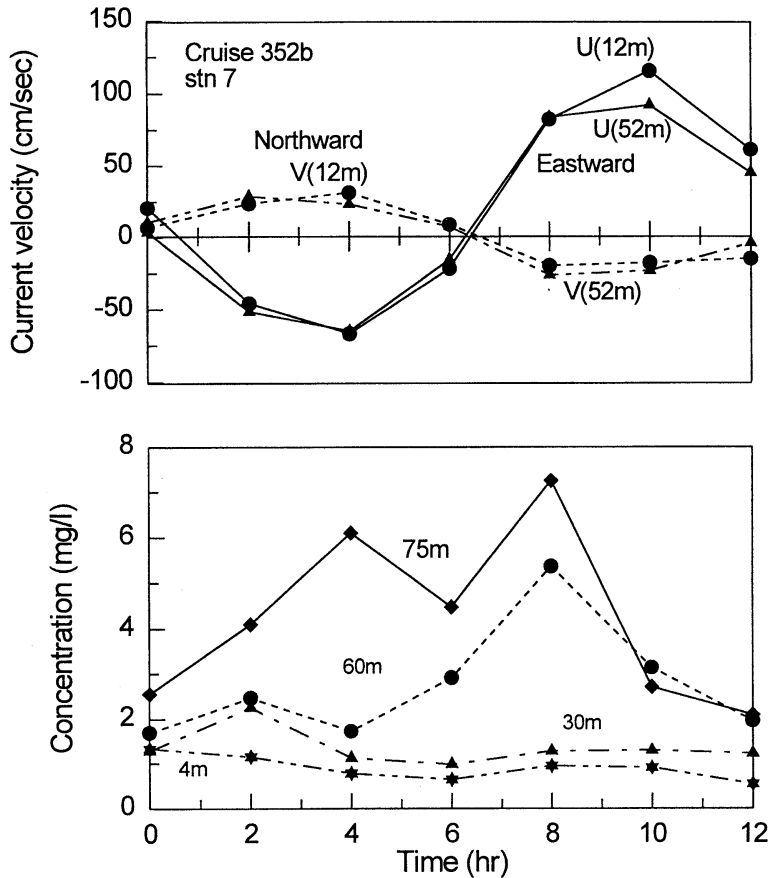 150
Cruise 352b
stn 7
U(12m)
100
Northward
V(12m)
U(52m)
Eastward
50
0
V(52m)
-50
-100
Current velocity (cm/sec)
8
75m
6
4
60m
30m
2
4m
0
Concentration (mg/l)
0 2 4 6 8 10 12
Time (hr)